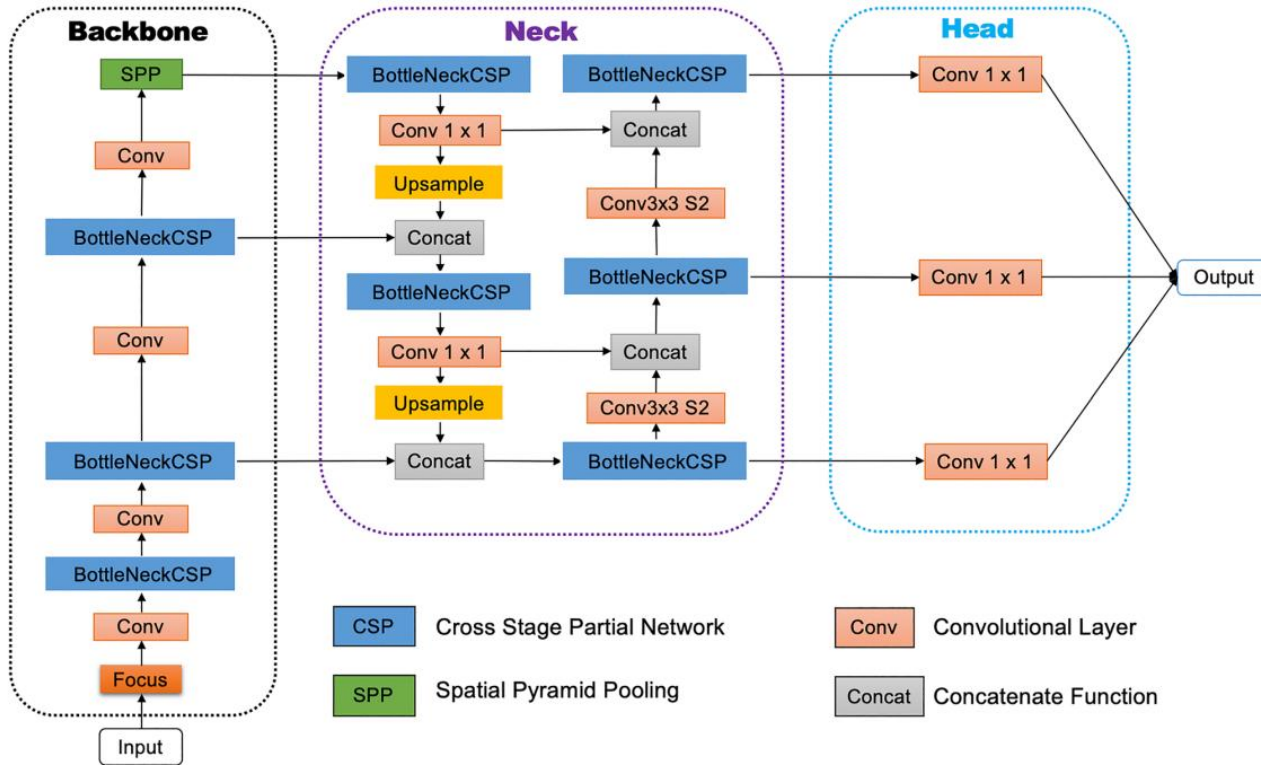 Backbone
SPP
Conv
BottleNeckCSP
Conv
BottleNeckCSP
Conv
BottleNeckCSP
Conv
Focus
Input
Neck
BottleNeckCSP
Conv 1 x 1
Upsample
Concat
BottleNeckCSP
Conv 1 x 1
Upsample
Concat
BottleNeckCSP
Concat
Conv3x3 S2
BottleNeckCSP
Concat
Conv3x3 S2
BottleNeckCSP
Head
Conv 1 x 1
Conv 1 x 1
Conv 1 x 1
Output
CSP Cross Stage Partial Network
SPP Spatial Pyramid Pooling
Conv Convolutional Layer
Concat Concatenate Function